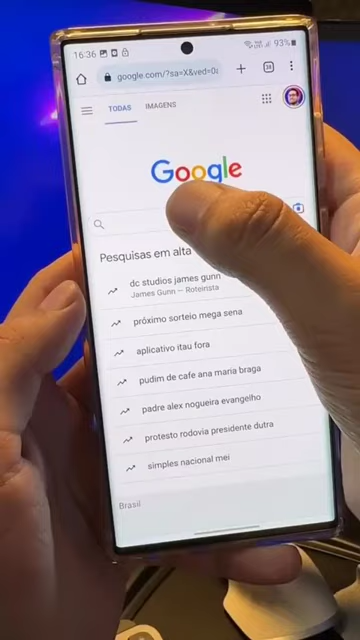 16:36
93%
google.com/?sa=X&ved=0a
TODAS IMAGENS
Google
Pesquisas em alta
dc studios james gunn
James Gunn — Roteirista
próximo sorteio mega sena
aplicativo itau fora
pudim de cafe ana maria braga
padre alex nogueira evangelho
protesto rodovia presidente dutra
simples nacional mei
Brasil